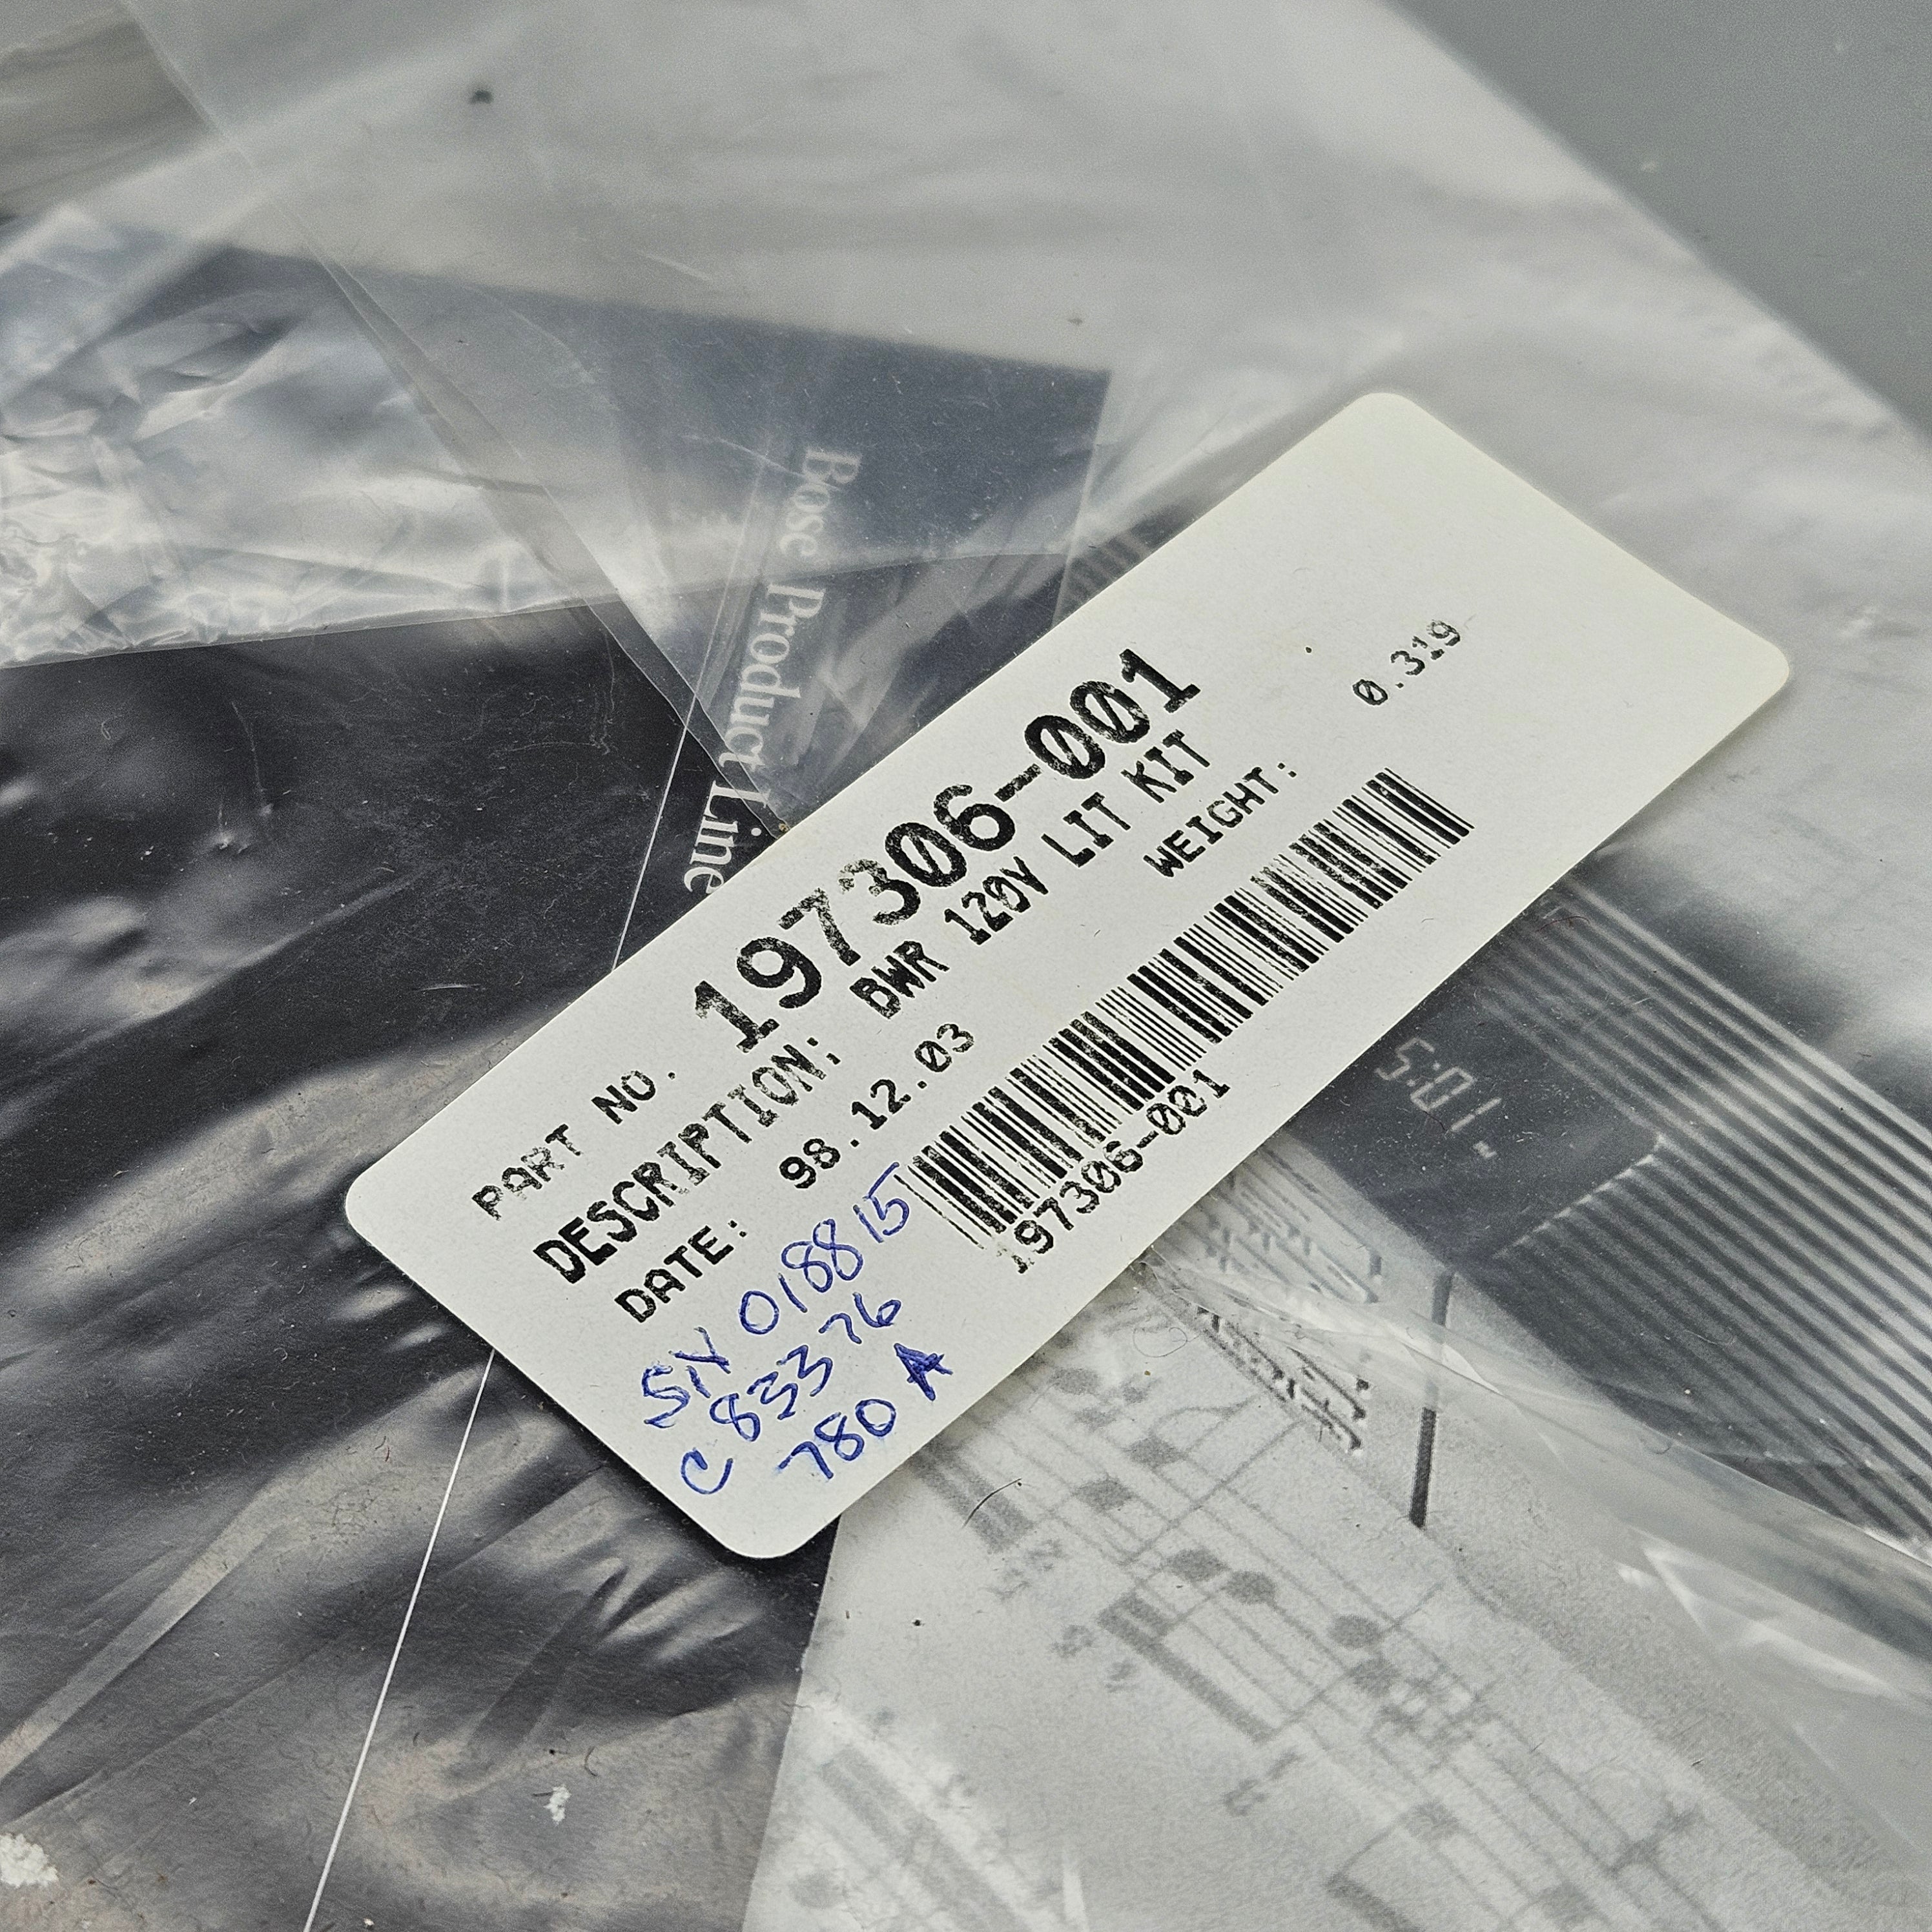 Bose Product Line
PART NO. 197306-001
DESCRIPTION: BWR 120V LIT KIT
DATE: 98.12.03 WEIGHT: 0.319
197306-001
SN 018815
C 83376
780 A
5:01